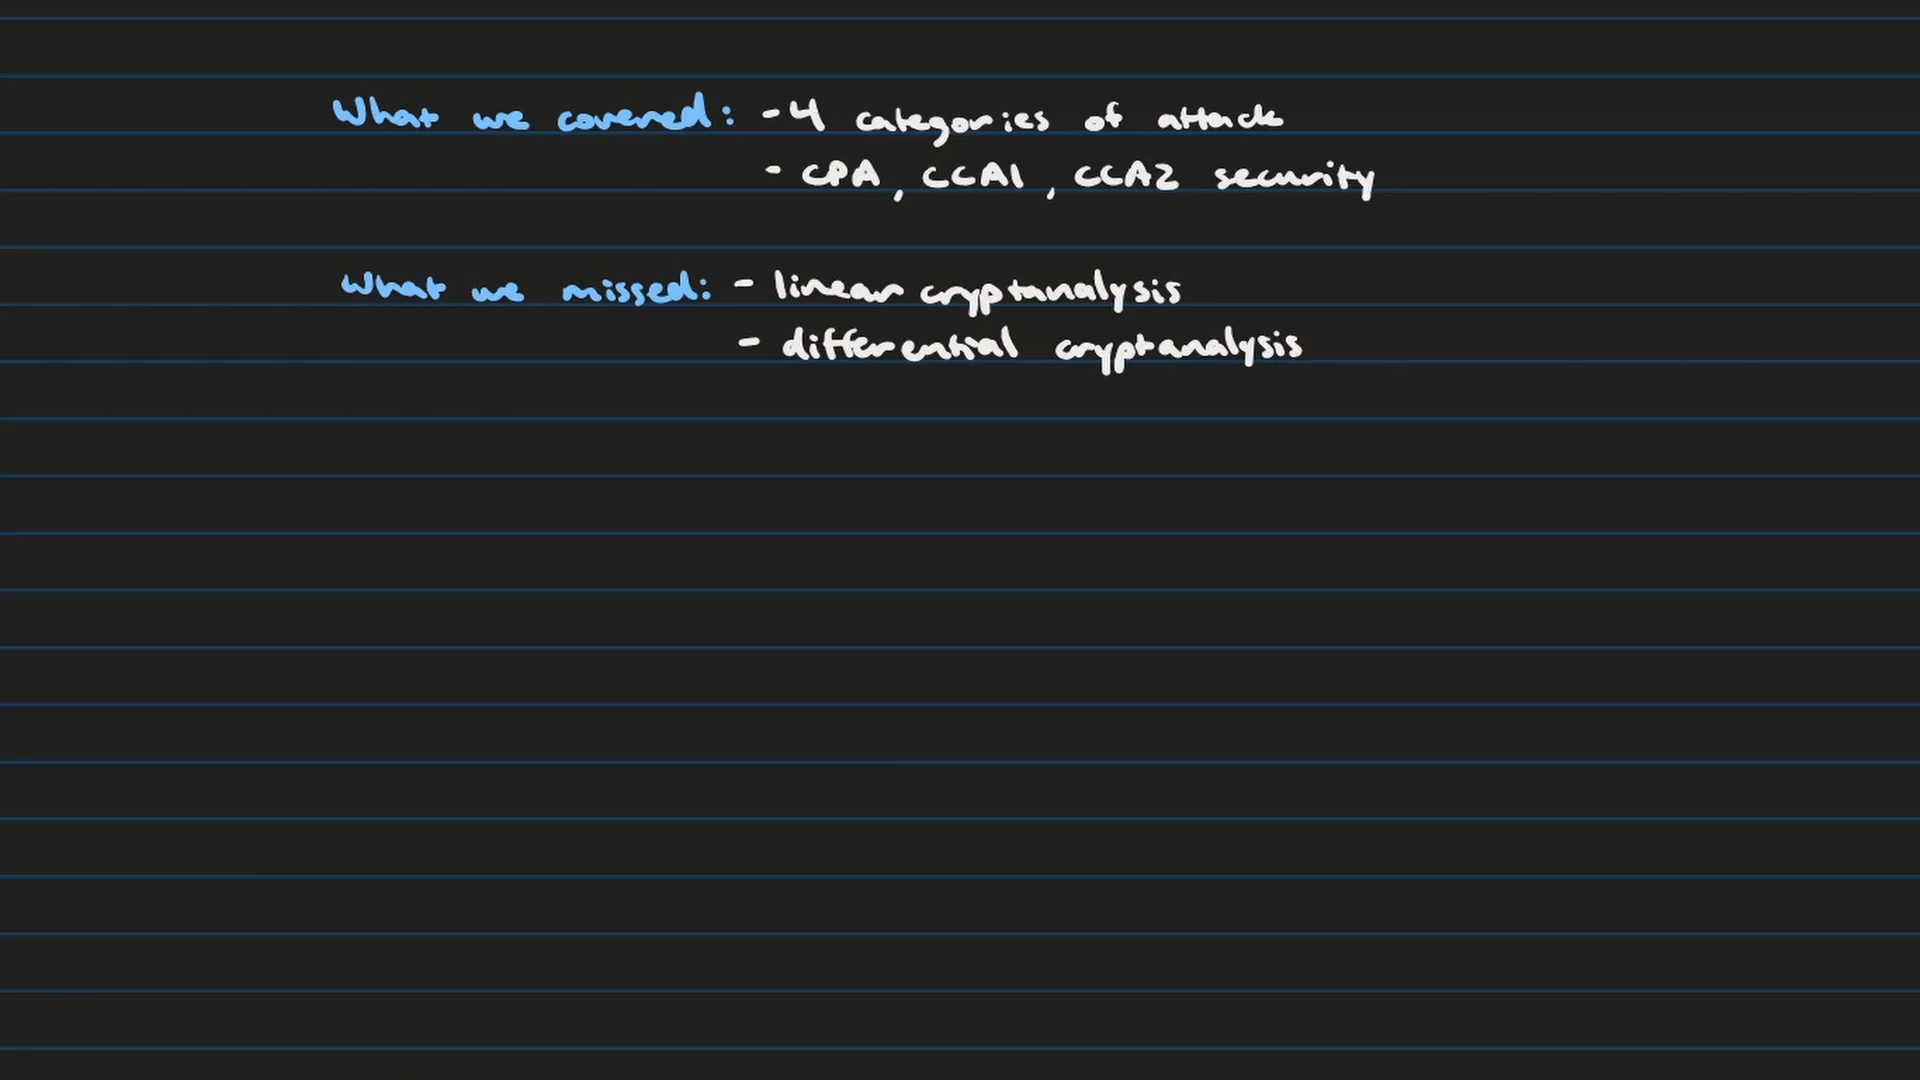 What we covered: - 4 categories of attack
- CPA, CCA1, CCA2 security
What we missed: - linear cryptanalysis
- differential cryptanalysis